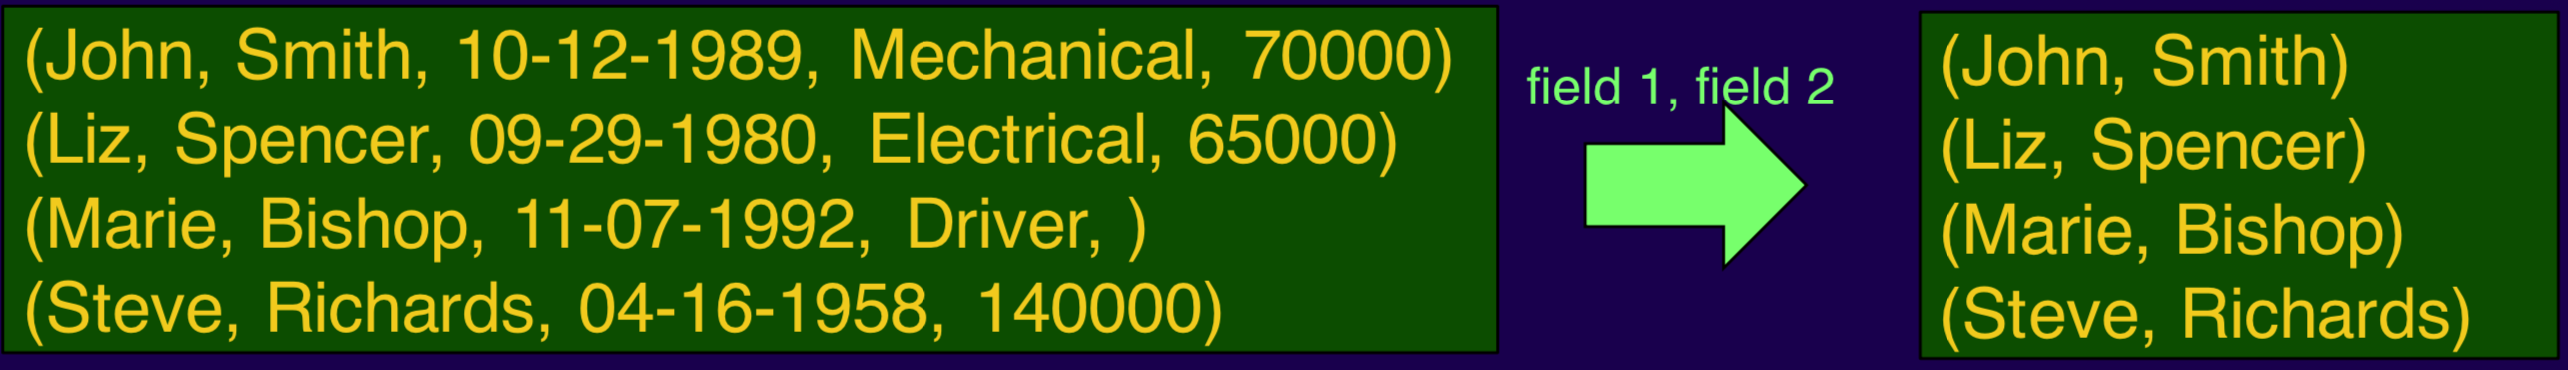 (John, Smith, 10-12-1989, Mechanical, 70000)
(Liz, Spencer, 09-29-1980, Electrical, 65000)
(Marie, Bishop, 11-07-1992, Driver, )
(Steve, Richards, 04-16-1958, 140000)
field 1, field 2
(John, Smith)
(Liz, Spencer)
(Marie, Bishop)
(Steve, Richards)